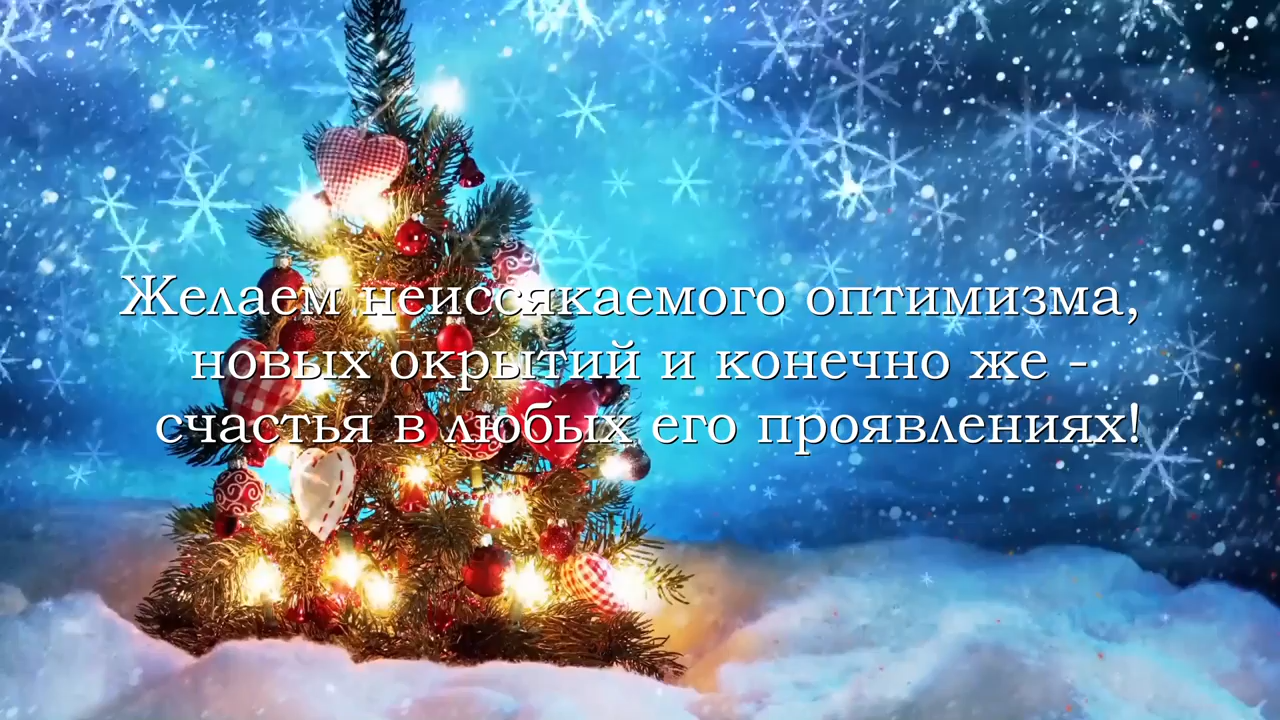 Желаем неиссякаемого оптимизма,
новых окрытий и конечно же -
счастья в любых его проявлениях!